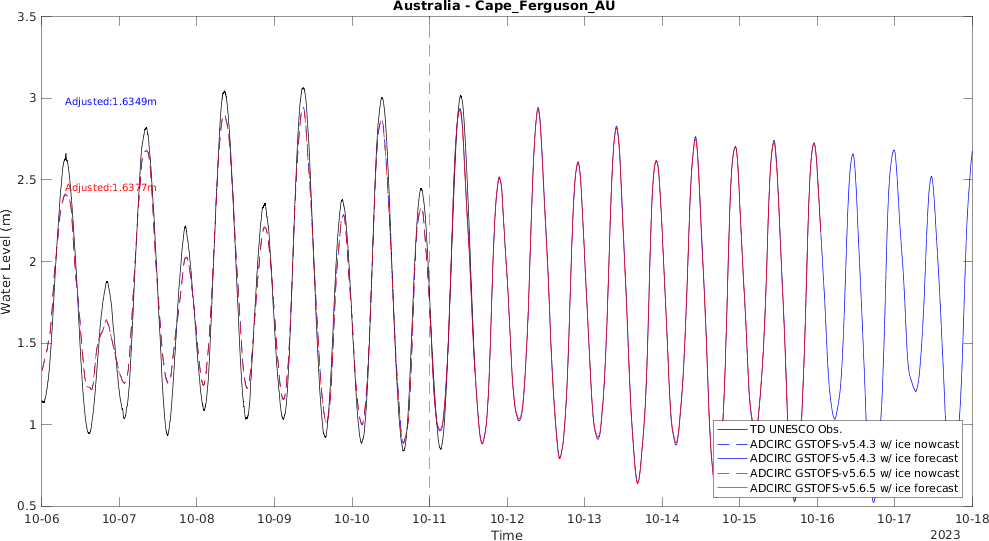 Australia - Cape_Ferguson_AU
3.5
3
2.5
2
1.5
1
0.5
Water Level (m)
Adjusted:1.6349m
Adjusted:1.6377m
TD UNESCO Obs.
ADCIRC GSTOFS-v5.4.3 w/ ice nowcast
ADCIRC GSTOFS-v5.4.3 w/ ice forecast
ADCIRC GSTOFS-v5.6.5 w/ ice nowcast
ADCIRC GSTOFS-v5.6.5 w/ ice forecast
10-06 10-07 10-08 10-09 10-10 10-11 10-12 10-13 10-14 10-15 10-16 10-17 10-18
Time
2023